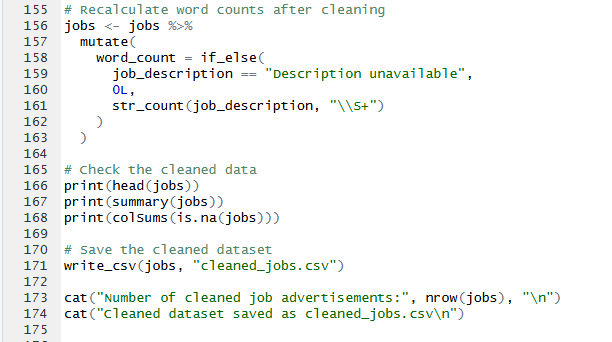 155 # Recalculate word counts after cleaning
156 jobs <- jobs %>%
157   mutate(
158     word_count = if_else(
159       job_description == "Description unavailable",
160       0L,
161       str_count(job_description, "\\S+")
162     )
163   )
164
165 # Check the cleaned data
166 print(head(jobs))
167 print(summary(jobs))
168 print(colSums(is.na(jobs)))
169
170 # Save the cleaned dataset
171 write_csv(jobs, "cleaned_jobs.csv")
172
173 cat("Number of cleaned job advertisements:", nrow(jobs), "\n")
174 cat("Cleaned dataset saved as cleaned_jobs.csv\n")
175